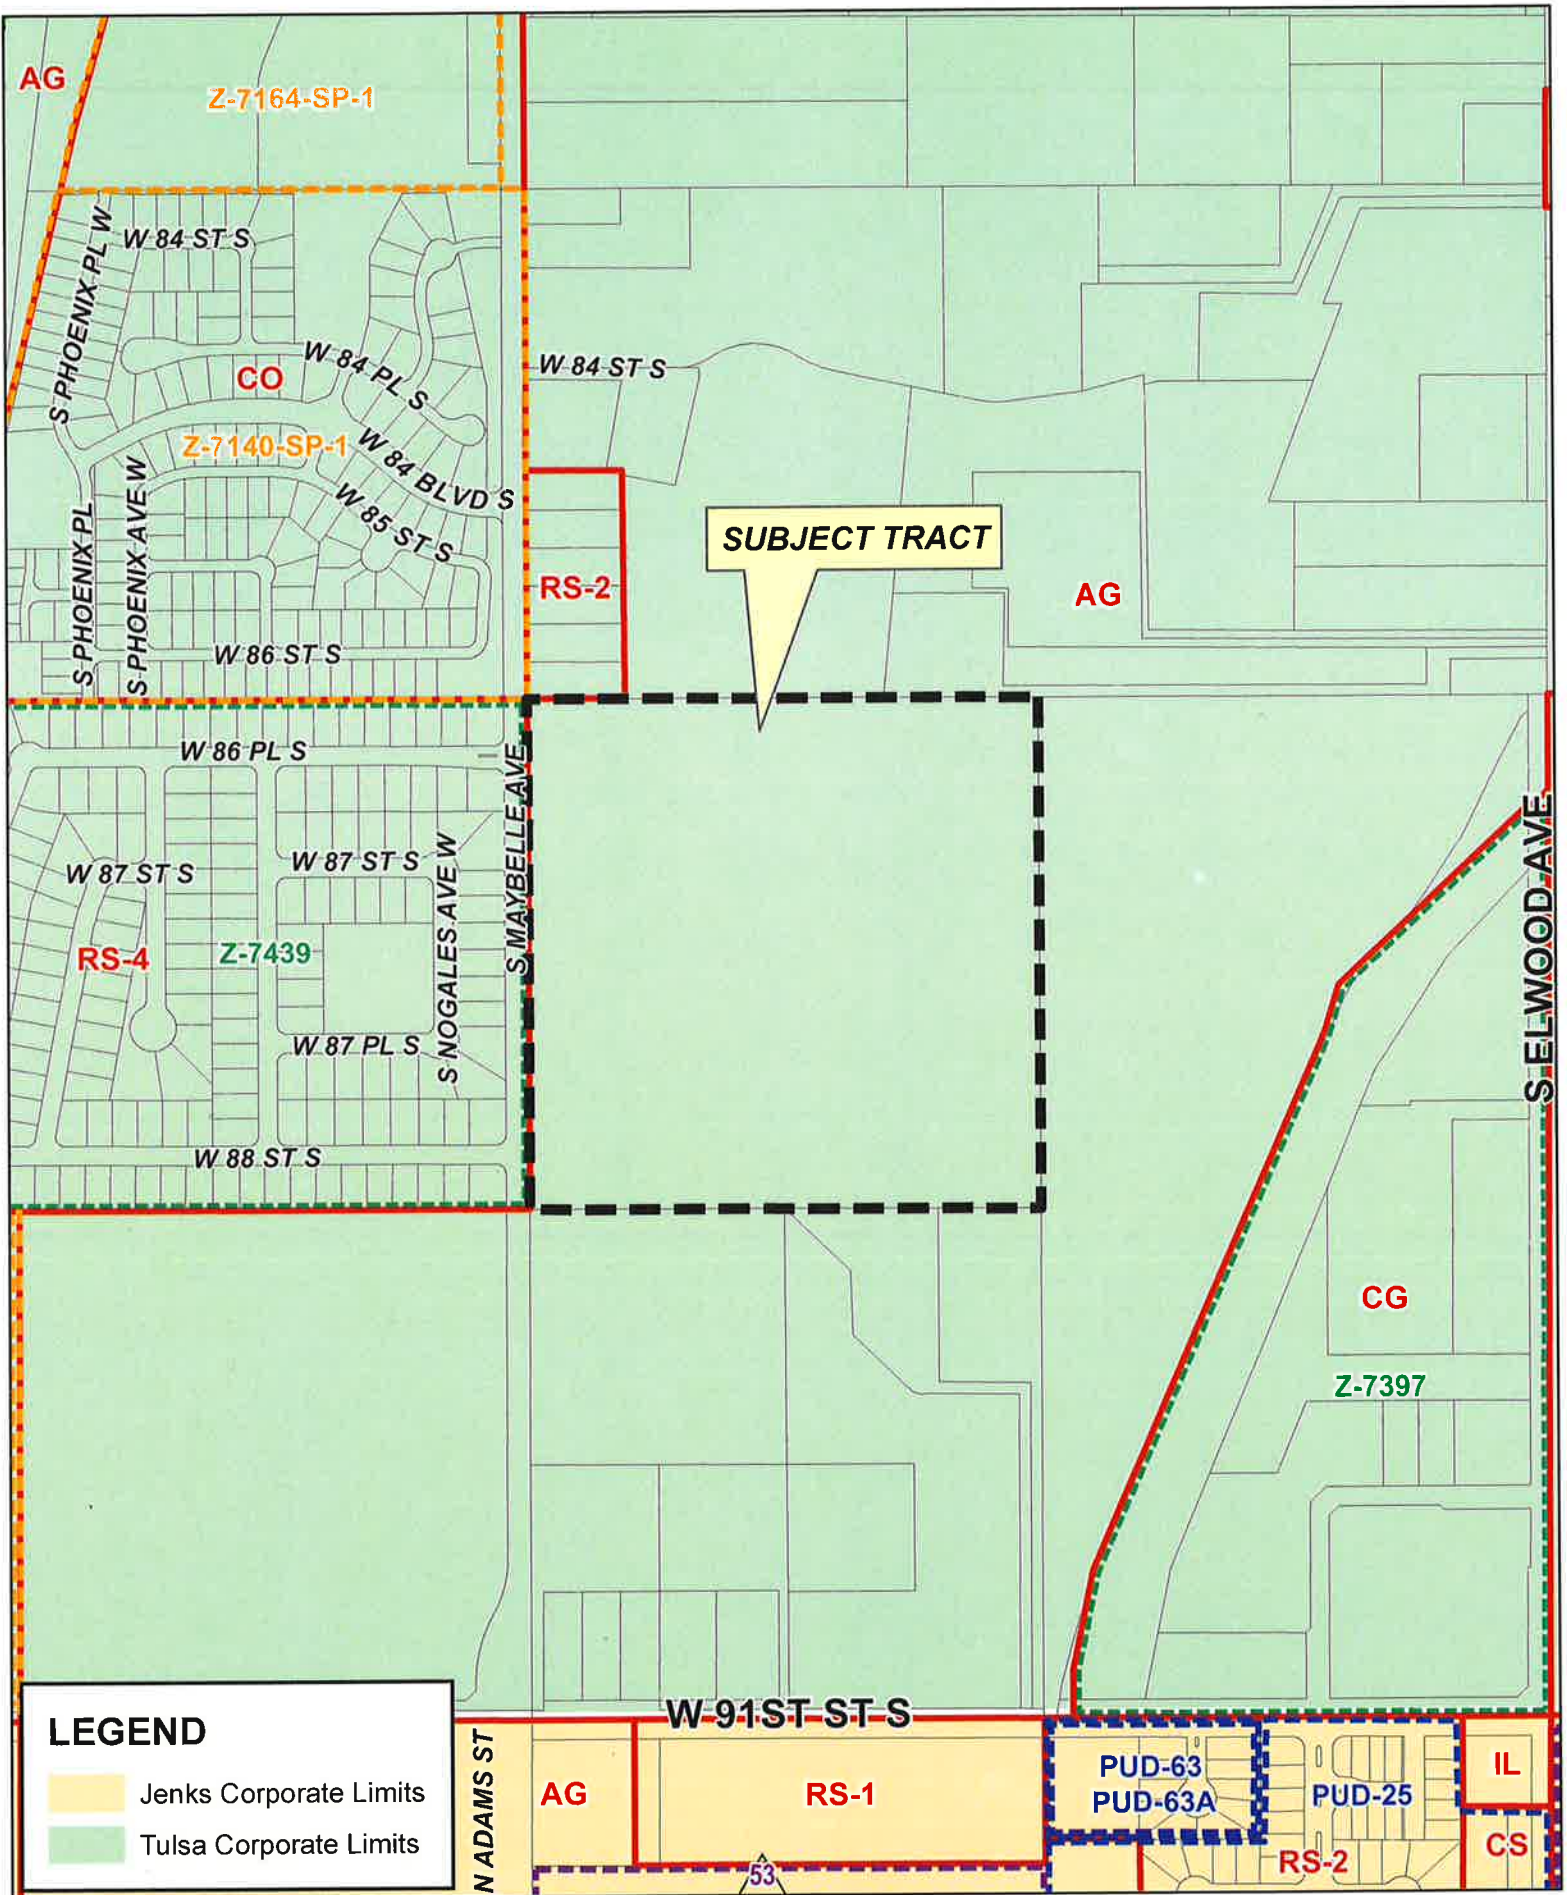 AG
Z-7164-SP-1
W 84 ST S
S PHOENIX PL W
W 84 PL S
W 84 ST S
CO
Z-7140-SP-1
W 84 BLVD S
W 85 ST S
S PHOENIX PL
S PHOENIX AVE W
SUBJECT TRACT
RS-2
AG
W 86 ST S
W 86 PL S
S MAYBELLE AVE
W 87 ST S
W 87 ST S
S NOGALES AVE W
S ELWOOD AVE
RS-4
Z-7439
W 87 PL S
W 88 ST S
CG
Z-7397
W 91ST ST S
LEGEND
Jenks Corporate Limits
Tulsa Corporate Limits
N ADAMS ST
AG
RS-1
53
PUD-63
PUD-63A
PUD-25
IL
RS-2
CS